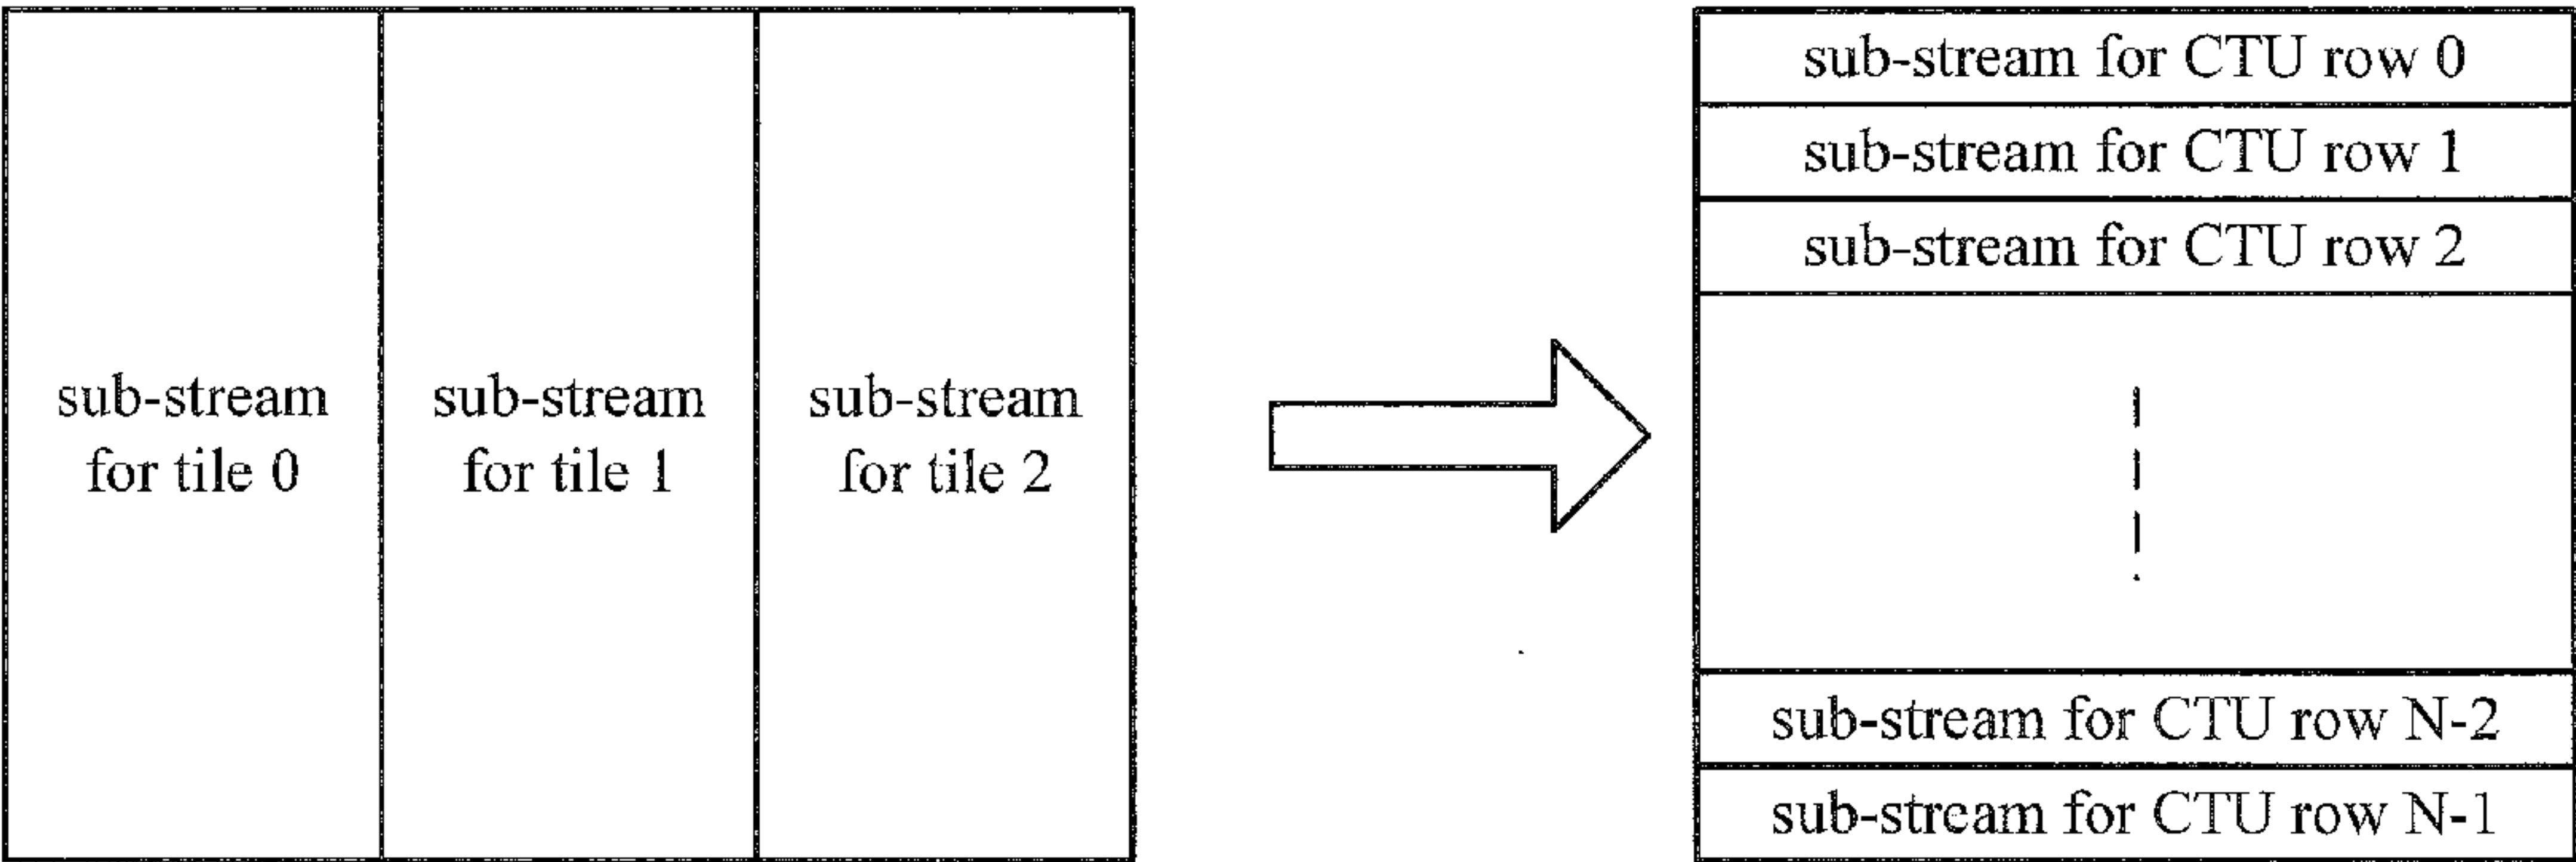 sub-stream
for tile 0
sub-stream
for tile 1
sub-stream
for tile 2
sub-stream for CTU row 0
sub-stream for CTU row 1
sub-stream for CTU row 2
sub-stream for CTU row N-2
sub-stream for CTU row N-1